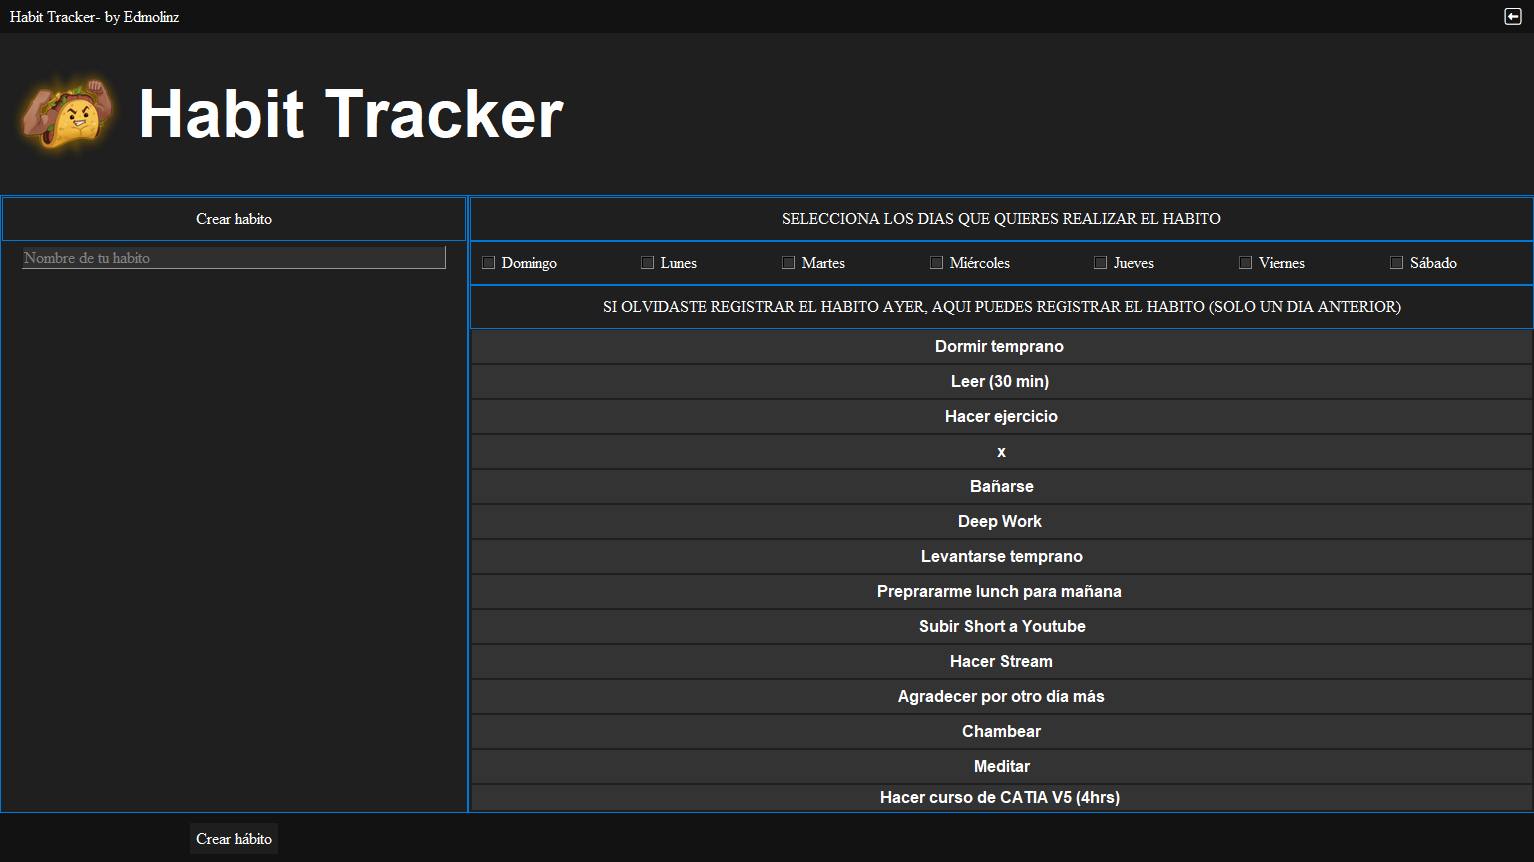 Habit Tracker- by Edmolinz
Habit Tracker
Crear habito
Nombre de tu habito
SELECCIONA LOS DIAS QUE QUIERES REALIZAR EL HABITO
Domingo Lunes Martes Miércoles Jueves Viernes Sábado
SI OLVIDASTE REGISTRAR EL HABITO AYER, AQUI PUEDES REGISTRAR EL HABITO (SOLO UN DIA ANTERIOR)
Dormir temprano
Leer (30 min)
Hacer ejercicio
x
Bañarse
Deep Work
Levantarse temprano
Preprararme lunch para mañana
Subir Short a Youtube
Hacer Stream
Agradecer por otro día más
Chambear
Meditar
Hacer curso de CATIA V5 (4hrs)
Crear hábito